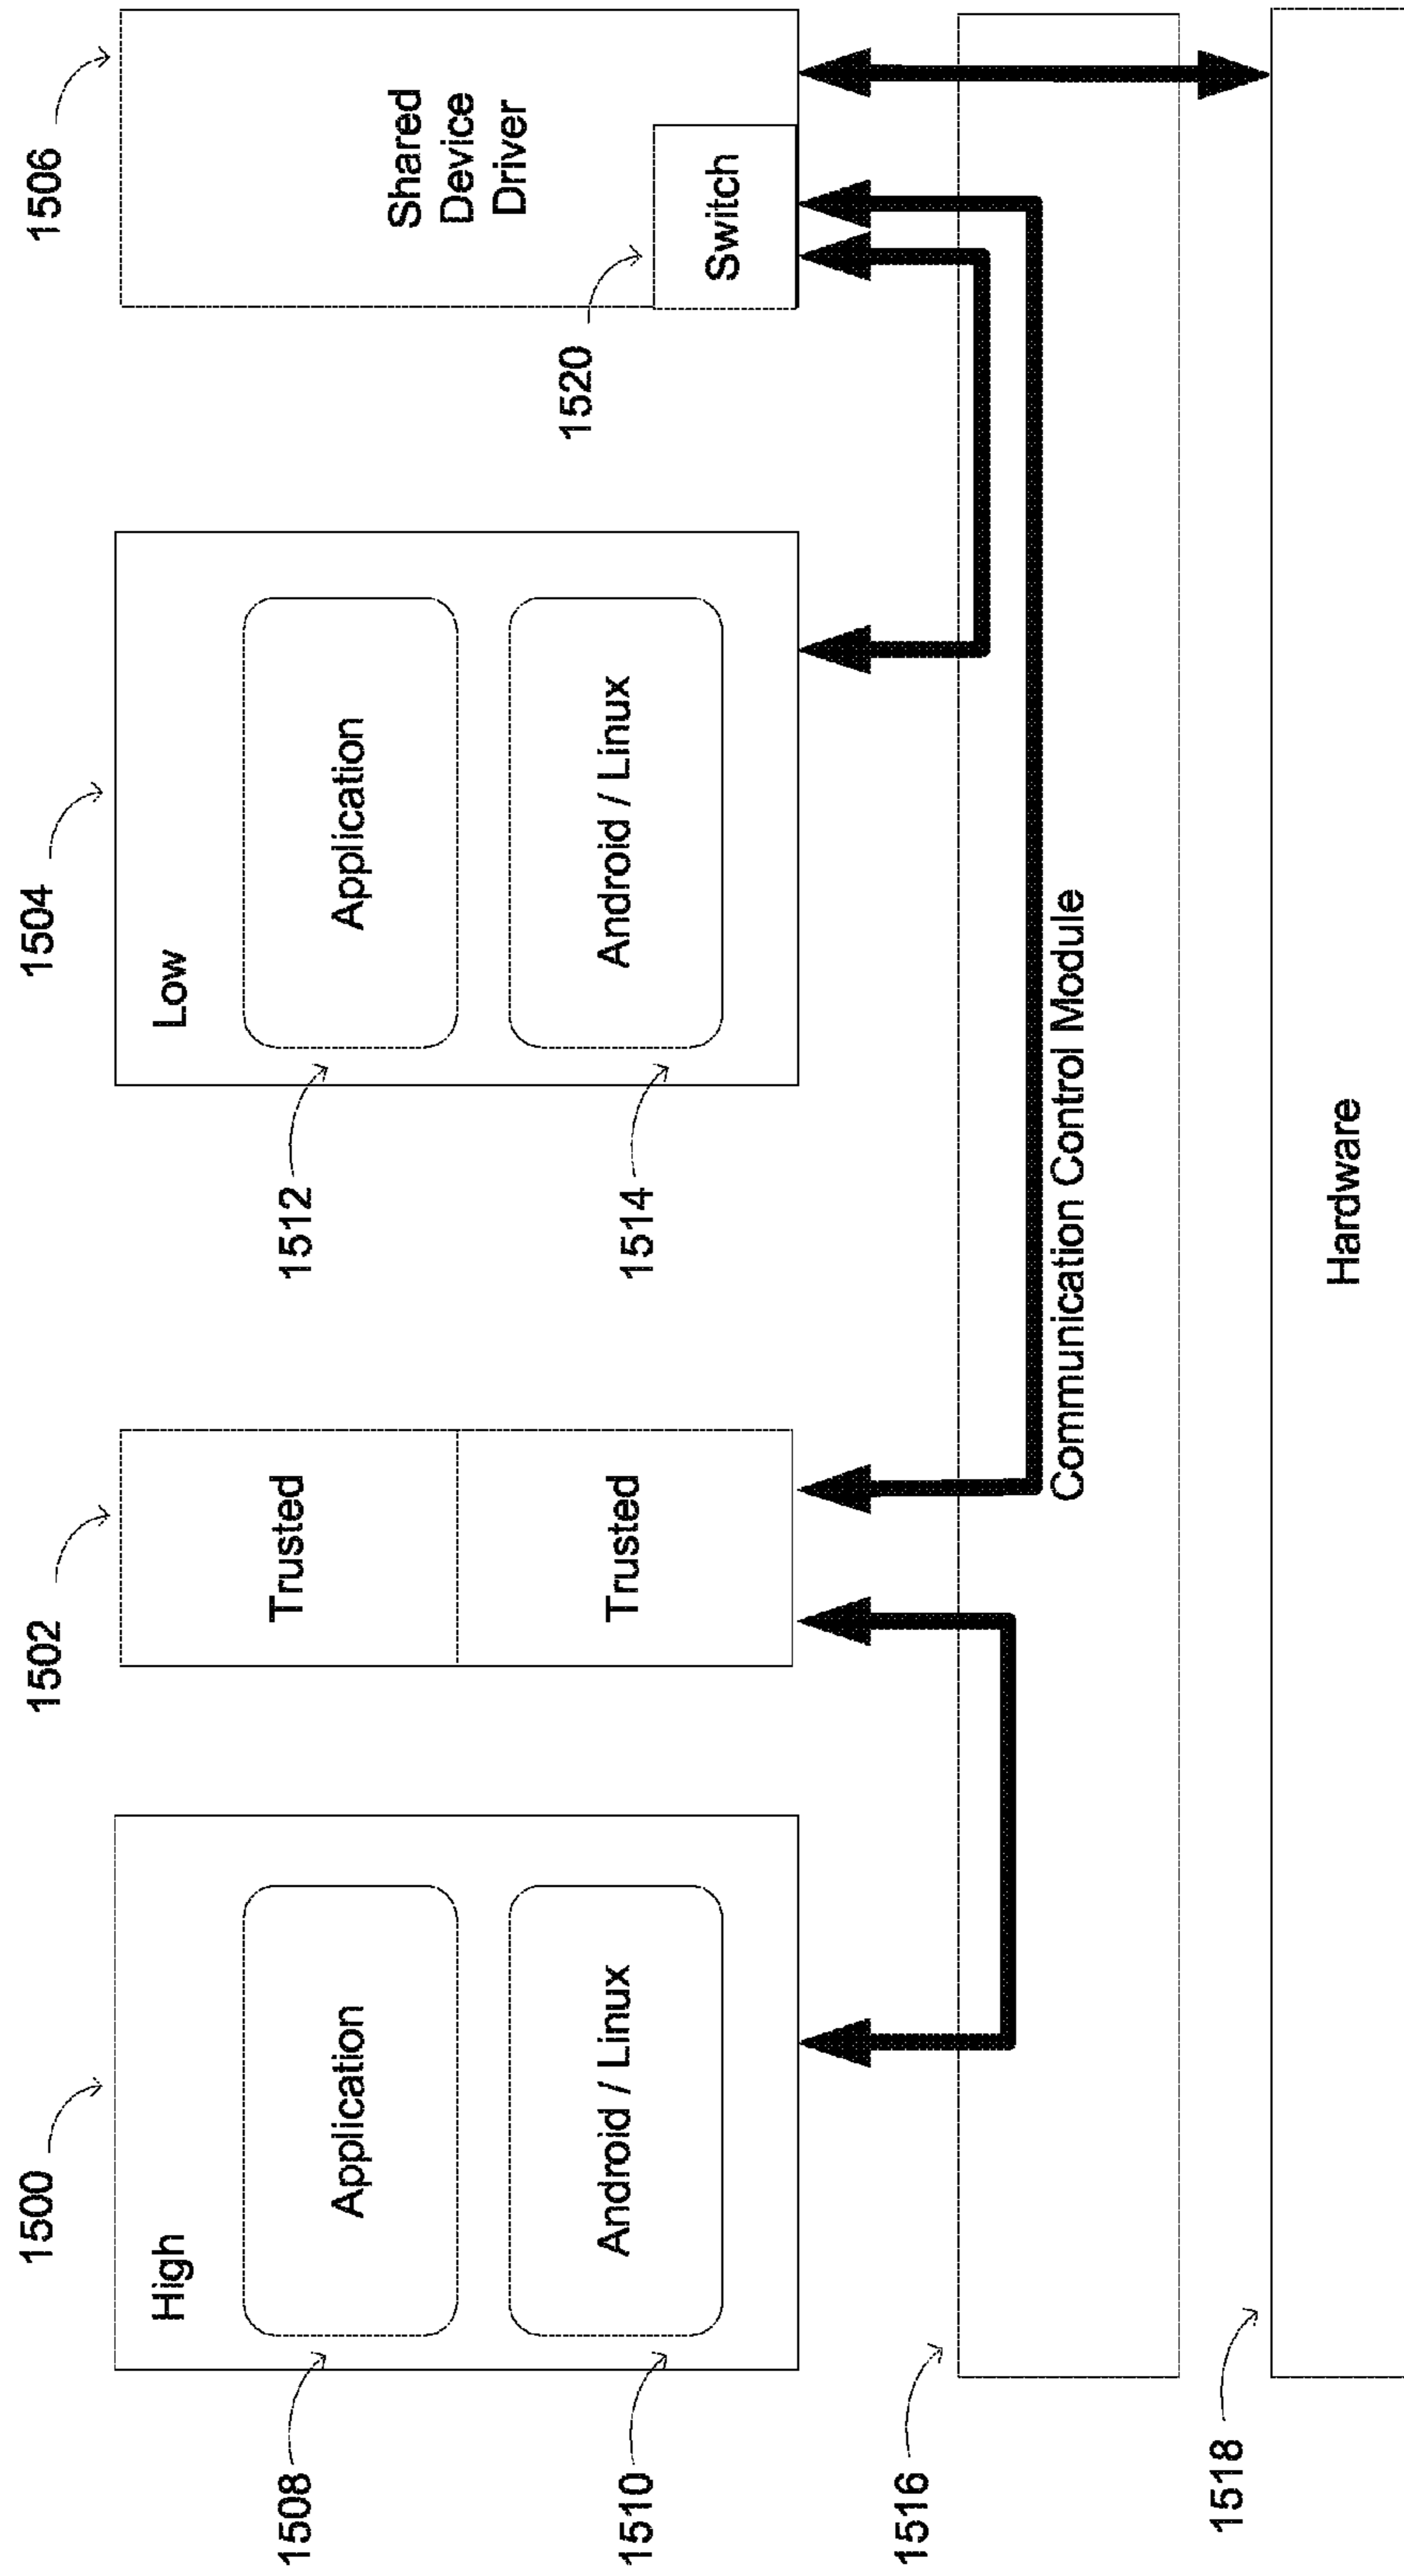 1500
1502
1504
1506
High
Low
Application
Android / Linux
Trusted
Trusted
Application
Android / Linux
Shared
Device
Driver
Switch
1508
1510
1512
1514
1520
1516
Communication Control Module
1518
Hardware